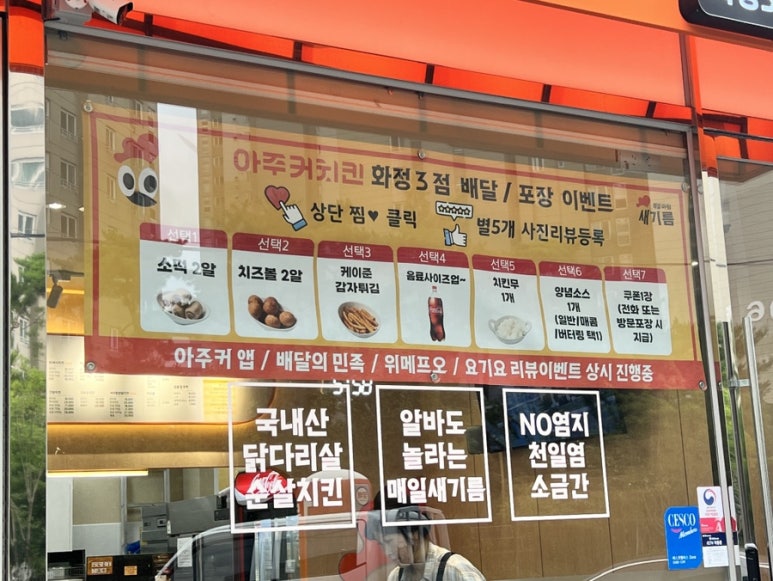 아주커치킨 화정3점 배달 / 포장 이벤트
상단 찜♥ 클릭
별5개 사진리뷰등록
새기름
선택1
소떡 2알
선택2
치즈볼 2알
선택3
케이준
감자튀김
선택4
음료사이즈업~
선택5
치킨무
1개
선택6
양념소스
1개
(일반/매콤
/버터링 택1)
선택7
쿠폰1장
(전화 또는
방문포장 시
지급)
아주커 앱 / 배달의 민족 / 위메프오 / 요기요 리뷰이벤트 상시 진행중
국내산
닭다리살
순살치킨
알바도
놀라는
매일새기름
NO염지
천일염
소금간
CESCO